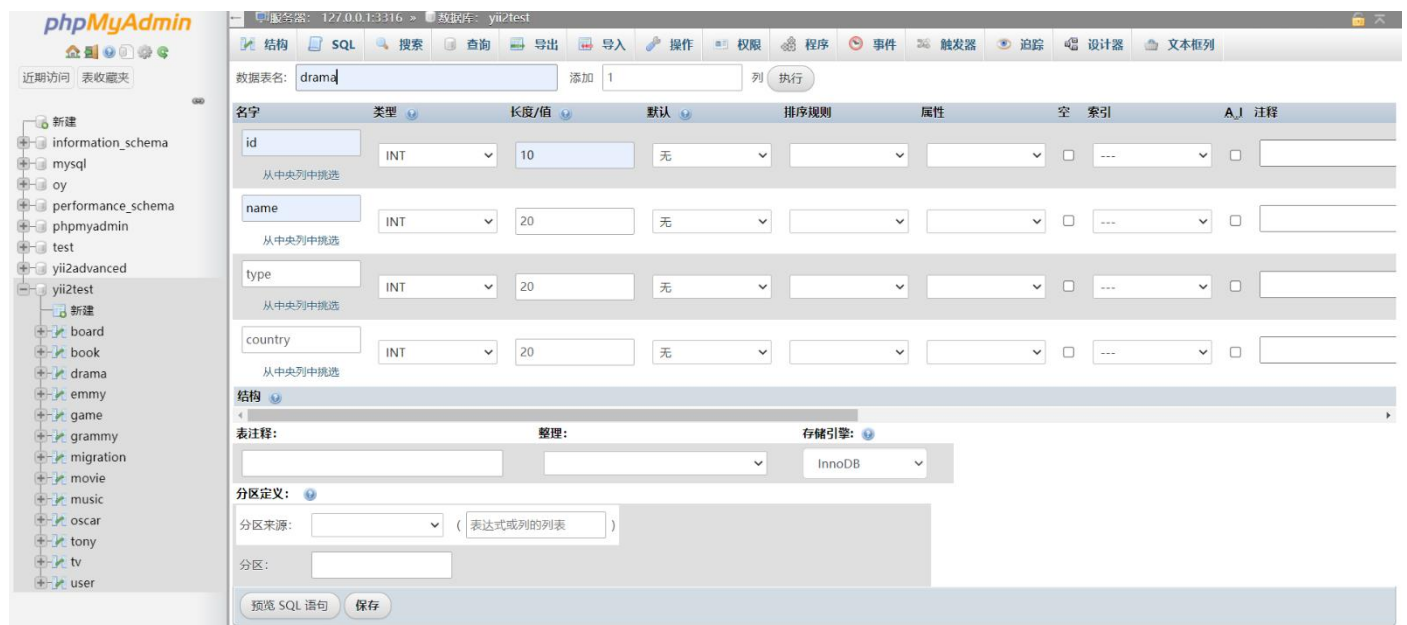 phpMyAdmin
近期访问 表收藏夹
新建
information_schema
mysql
oy
performance_schema
phpmyadmin
test
yii2advanced
yii2test
新建
board
book
drama
emmy
game
grammy
migration
movie
music
oscar
tony
tv
user
服务器: 127.0.0.1:3316 » 数据库: yii2test
结构 SQL 搜索 查询 导出 导入 操作 权限 程序 事件 触发器 追踪 设计器 文本框列
数据表名: drama 添加 1 列 执行
名字 类型 长度/值 默认 排序规则 属性 空 索引 A_I 注释
id INT 10 无 ---
从中央列中挑选
name INT 20 无 ---
从中央列中挑选
type INT 20 无 ---
从中央列中挑选
country INT 20 无 ---
从中央列中挑选
结构
表注释: 整理: 存储引擎:
InnoDB
分区定义:
分区来源: ( 表达式或列的列表 )
分区:
预览 SQL 语句 保存